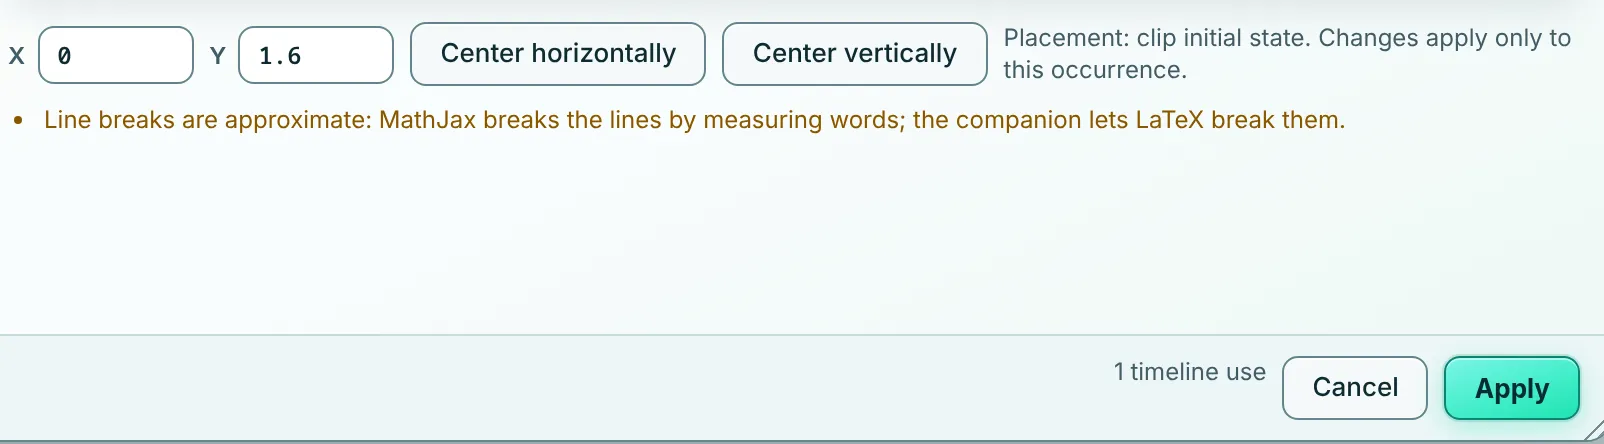 X 0 Y 1.6 Center horizontally Center vertically Placement: clip initial state. Changes apply only to
this occurrence.
• Line breaks are approximate: MathJax breaks the lines by measuring words; the companion lets LaTeX break them.
1 timeline use Cancel Apply